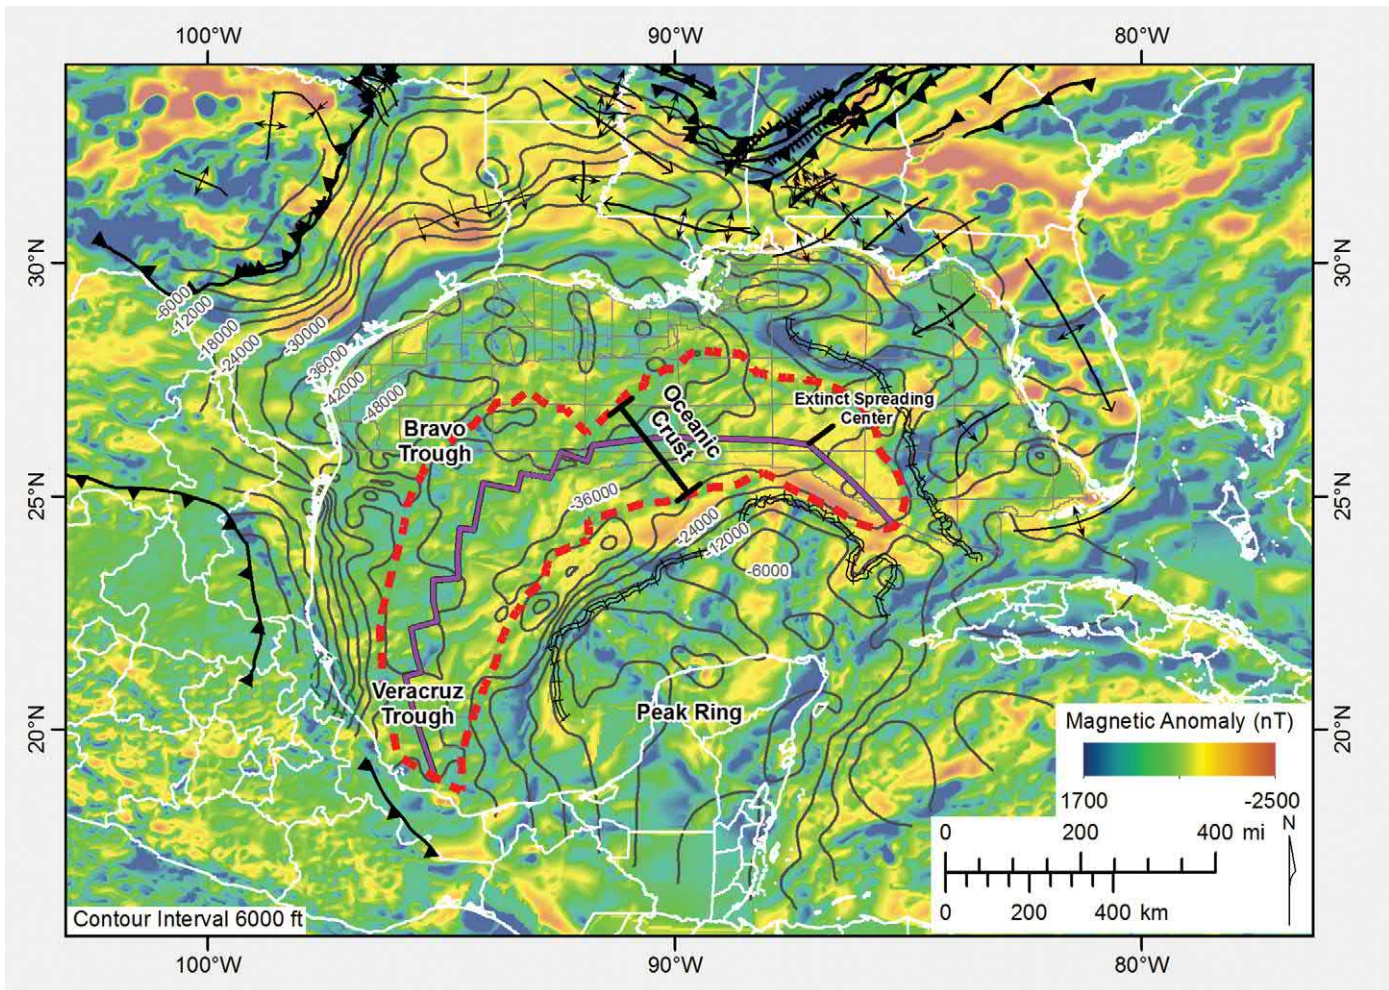 100°W
90°W
80°W
30°N
30°N
-6000
-12000
-18000
-24000
-30000
-36000
-42000
-48000
Oceanic
Crust
Extinct Spreading
Center
Bravo
Trough
25°N
25°N
-36000
-24000
-12000
-6000
Veracruz
Trough
Peak Ring
20°N
20°N
Magnetic Anomaly (nT)
1700
-2500
0
200
400 mi
N
0
200
400 km
Contour Interval 6000 ft
100°W
90°W
80°W